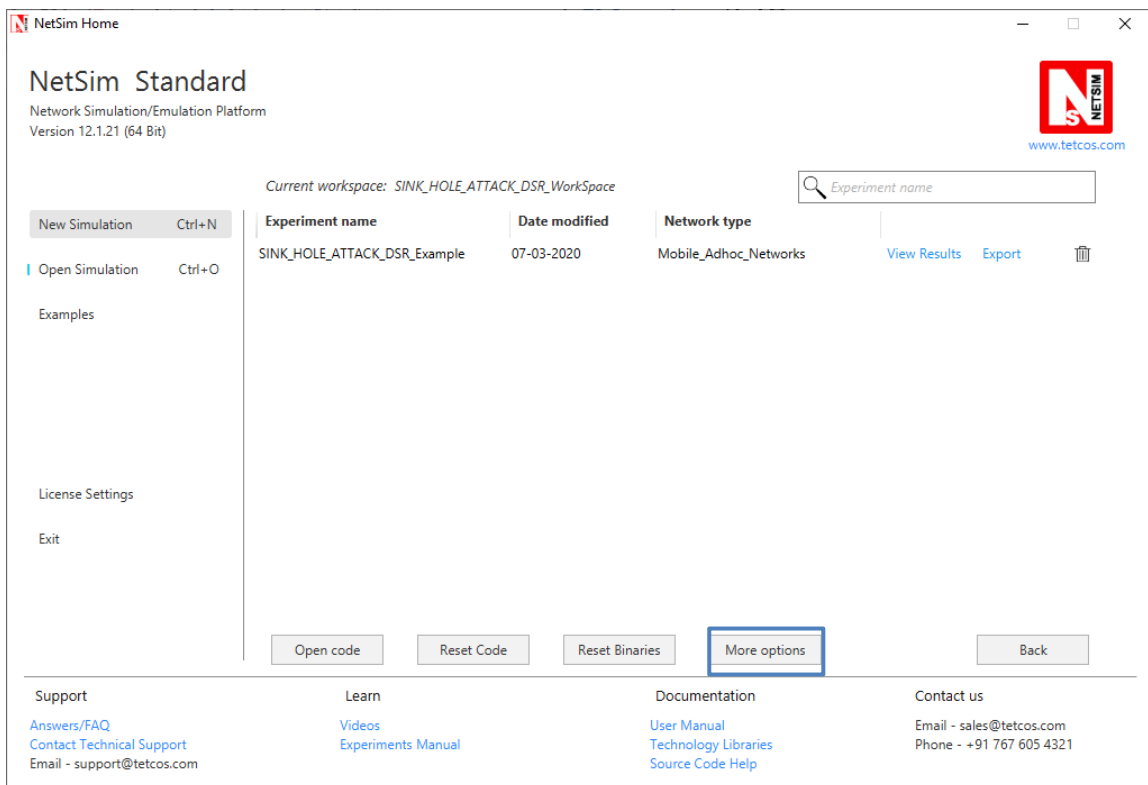 NetSim Home
NetSim Standard
Network Simulation/Emulation Platform
Version 12.1.21 (64 Bit)
NETSIM
NS
www.tetcos.com
Current workspace: SINK_HOLE_ATTACK_DSR_WorkSpace
Experiment name
New Simulation Ctrl+N
Experiment name Date modified Network type
SINK_HOLE_ATTACK_DSR_Example 07-03-2020 Mobile_Adhoc_Networks View Results Export
Open Simulation Ctrl+O
Examples
License Settings
Exit
Open code Reset Code Reset Binaries More options Back
Support Learn Documentation Contact us
Answers/FAQ Videos User Manual Email - sales@tetcos.com
Contact Technical Support Experiments Manual Technology Libraries Phone - +91 767 605 4321
Email - support@tetcos.com Source Code Help